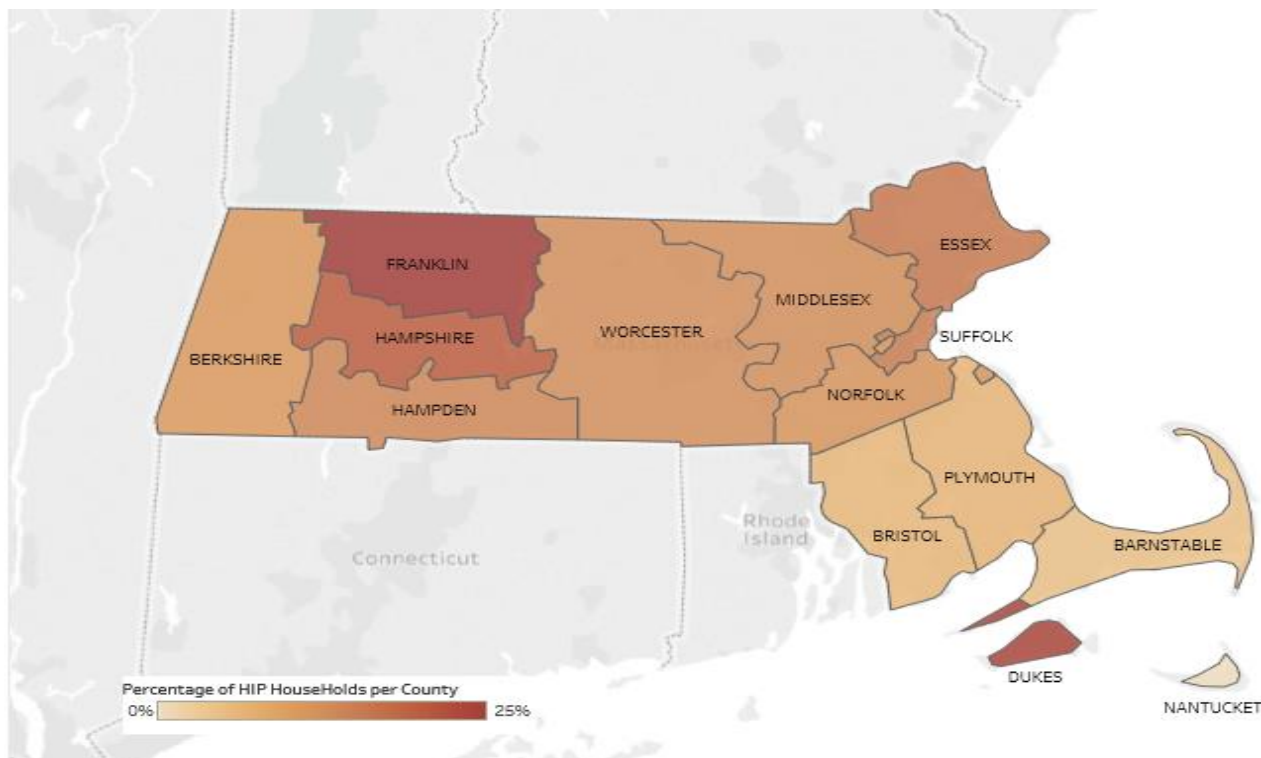 ESSEX
FRANKLIN
MIDDLESEX
HAMPSHIRE
WORCESTER
SUFFOLK
BERKSHIRE
NORFOLK
HAMPDEN
PLYMOUTH
Rhode
Island
BRISTOL
BARNSTABLE
Connecticut
DUKES
Percentage of HIP HouseHolds per County
0% 25%
NANTUCKET